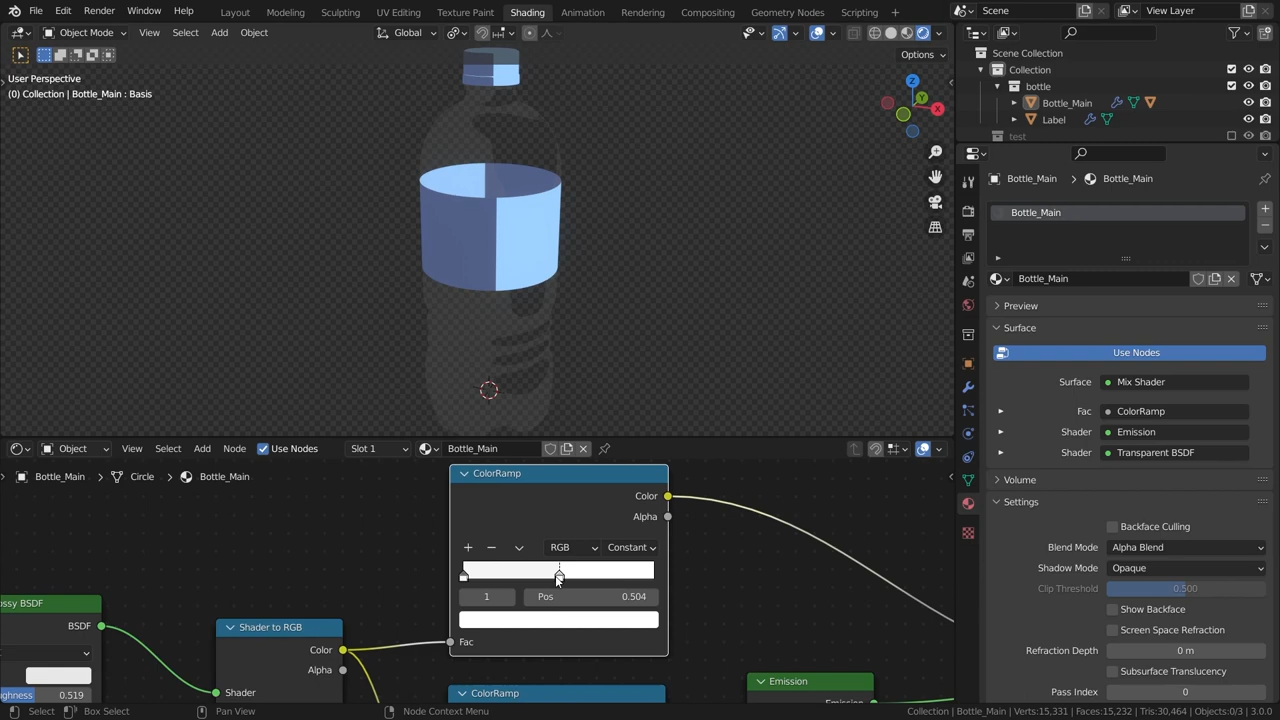 File Edit Render Window Help Layout Modeling Sculpting UV Editing Texture Paint Shading Animation Rendering Compositing Geometry Nodes Scripting Scene View Layer
Object Mode View Select Add Object Global
Options
User Perspective
(0) Collection | Bottle_Main : Basis
Z
Y
X
Scene Collection
Collection
bottle
Bottle_Main
Label
test
Bottle_Main Bottle_Main
Bottle_Main
Bottle_Main
Preview
Surface
Use Nodes
Surface Mix Shader
Fac ColorRamp
Shader Emission
Shader Transparent BSDF
Volume
Settings
Backface Culling
Blend Mode Alpha Blend
Shadow Mode Opaque
Clip Threshold 0.500
Show Backface
Screen Space Refraction
Refraction Depth 0 m
Subsurface Translucency
Pass Index 0
Object View Select Add Node Use Nodes Slot 1 Bottle_Main
Bottle_Main Circle Bottle_Main
ColorRamp
Color
Alpha
RGB Constant
1 Pos 0.504
Fac
ossy BSDF
BSDF
ughness 0.519
Shader to RGB
Color
Alpha
Shader
ColorRamp
Emission
Emission
Select Box Select Pan View Node Context Menu Collection | Bottle_Main | Verts:15,331 | Faces:15,232 | Tris:30,464 | Objects:0/3 | 3.0.0